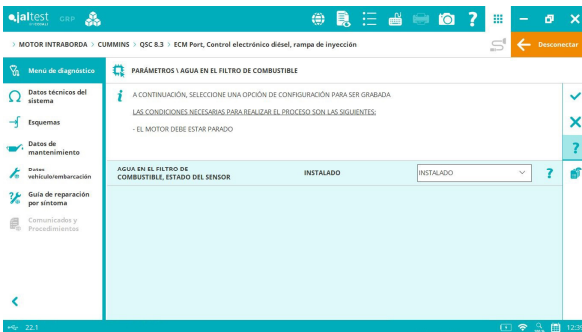 jaltest GRP
MOTOR INTRABORDA > CUMMINS > QSC 8.3 > ECM Port, Control electrónico diésel, rampa de inyección
Desconectar
Menú de diagnóstico
Datos técnicos del
sistema
Esquemas
Datos de
mantenimiento
Datos
vehículo/embarcación
Guía de reparación
por síntoma
Comunicados y
Procedimientos
PARÁMETROS \ AGUA EN EL FILTRO DE COMBUSTIBLE
A CONTINUACIÓN, SELECCIONE UNA OPCIÓN DE CONFIGURACIÓN PARA SER GRABADA
LAS CONDICIONES NECESARIAS PARA REALIZAR EL PROCESO SON LAS SIGUIENTES:
- EL MOTOR DEBE ESTAR PARADO
AGUA EN EL FILTRO DE
COMBUSTIBLE, ESTADO DEL SENSOR
INSTALADO
INSTALADO
22.1
12:35